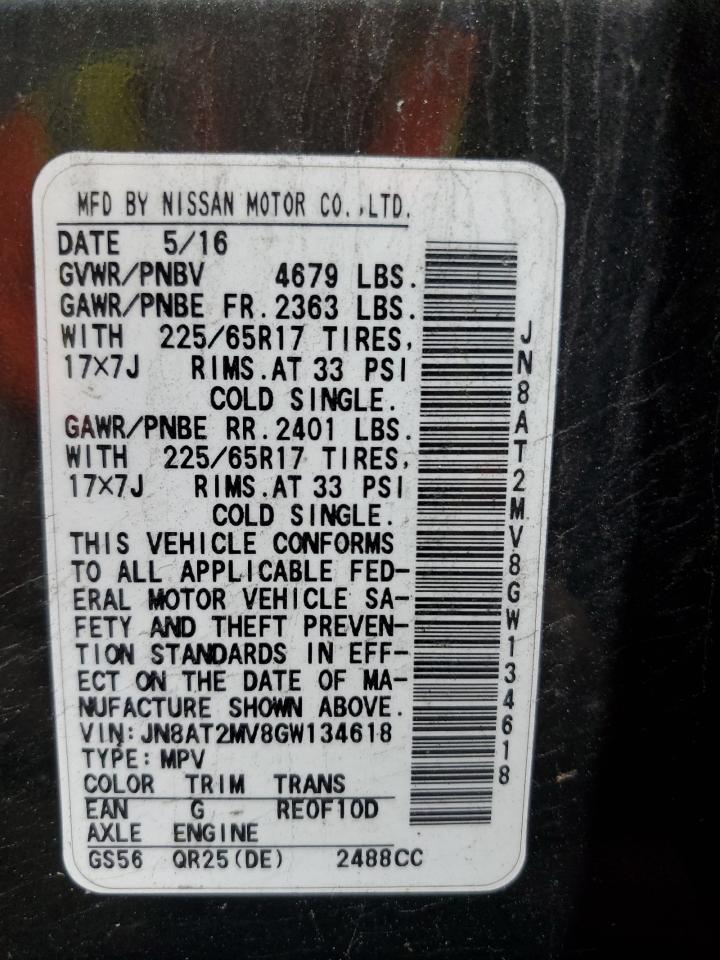 MFD BY NISSAN MOTOR CO.,LTD.
DATE 5/16
GVWR/PNBV 4679 LBS.
GAWR/PNBE FR.2363 LBS.
WITH 225/65R17 TIRES,
17×7J RIMS.AT 33 PSI
COLD SINGLE.
GAWR/PNBE RR.2401 LBS.
WITH 225/65R17 TIRES,
17×7J RIMS.AT 33 PSI
COLD SINGLE.
THIS VEHICLE CONFORMS
TO ALL APPLICABLE FED-
ERAL MOTOR VEHICLE SA-
FETY AND THEFT PREVEN-
TION STANDARDS IN EFF-
ECT ON THE DATE OF MA-
NUFACTURE SHOWN ABOVE.
VIN:JN8AT2MV8GW134618
TYPE:MPV
COLOR TRIM TRANS
EAN G RE0F10D
AXLE ENGINE
GS56 QR25(DE) 2488CC
JN8AT2MV8GW134618